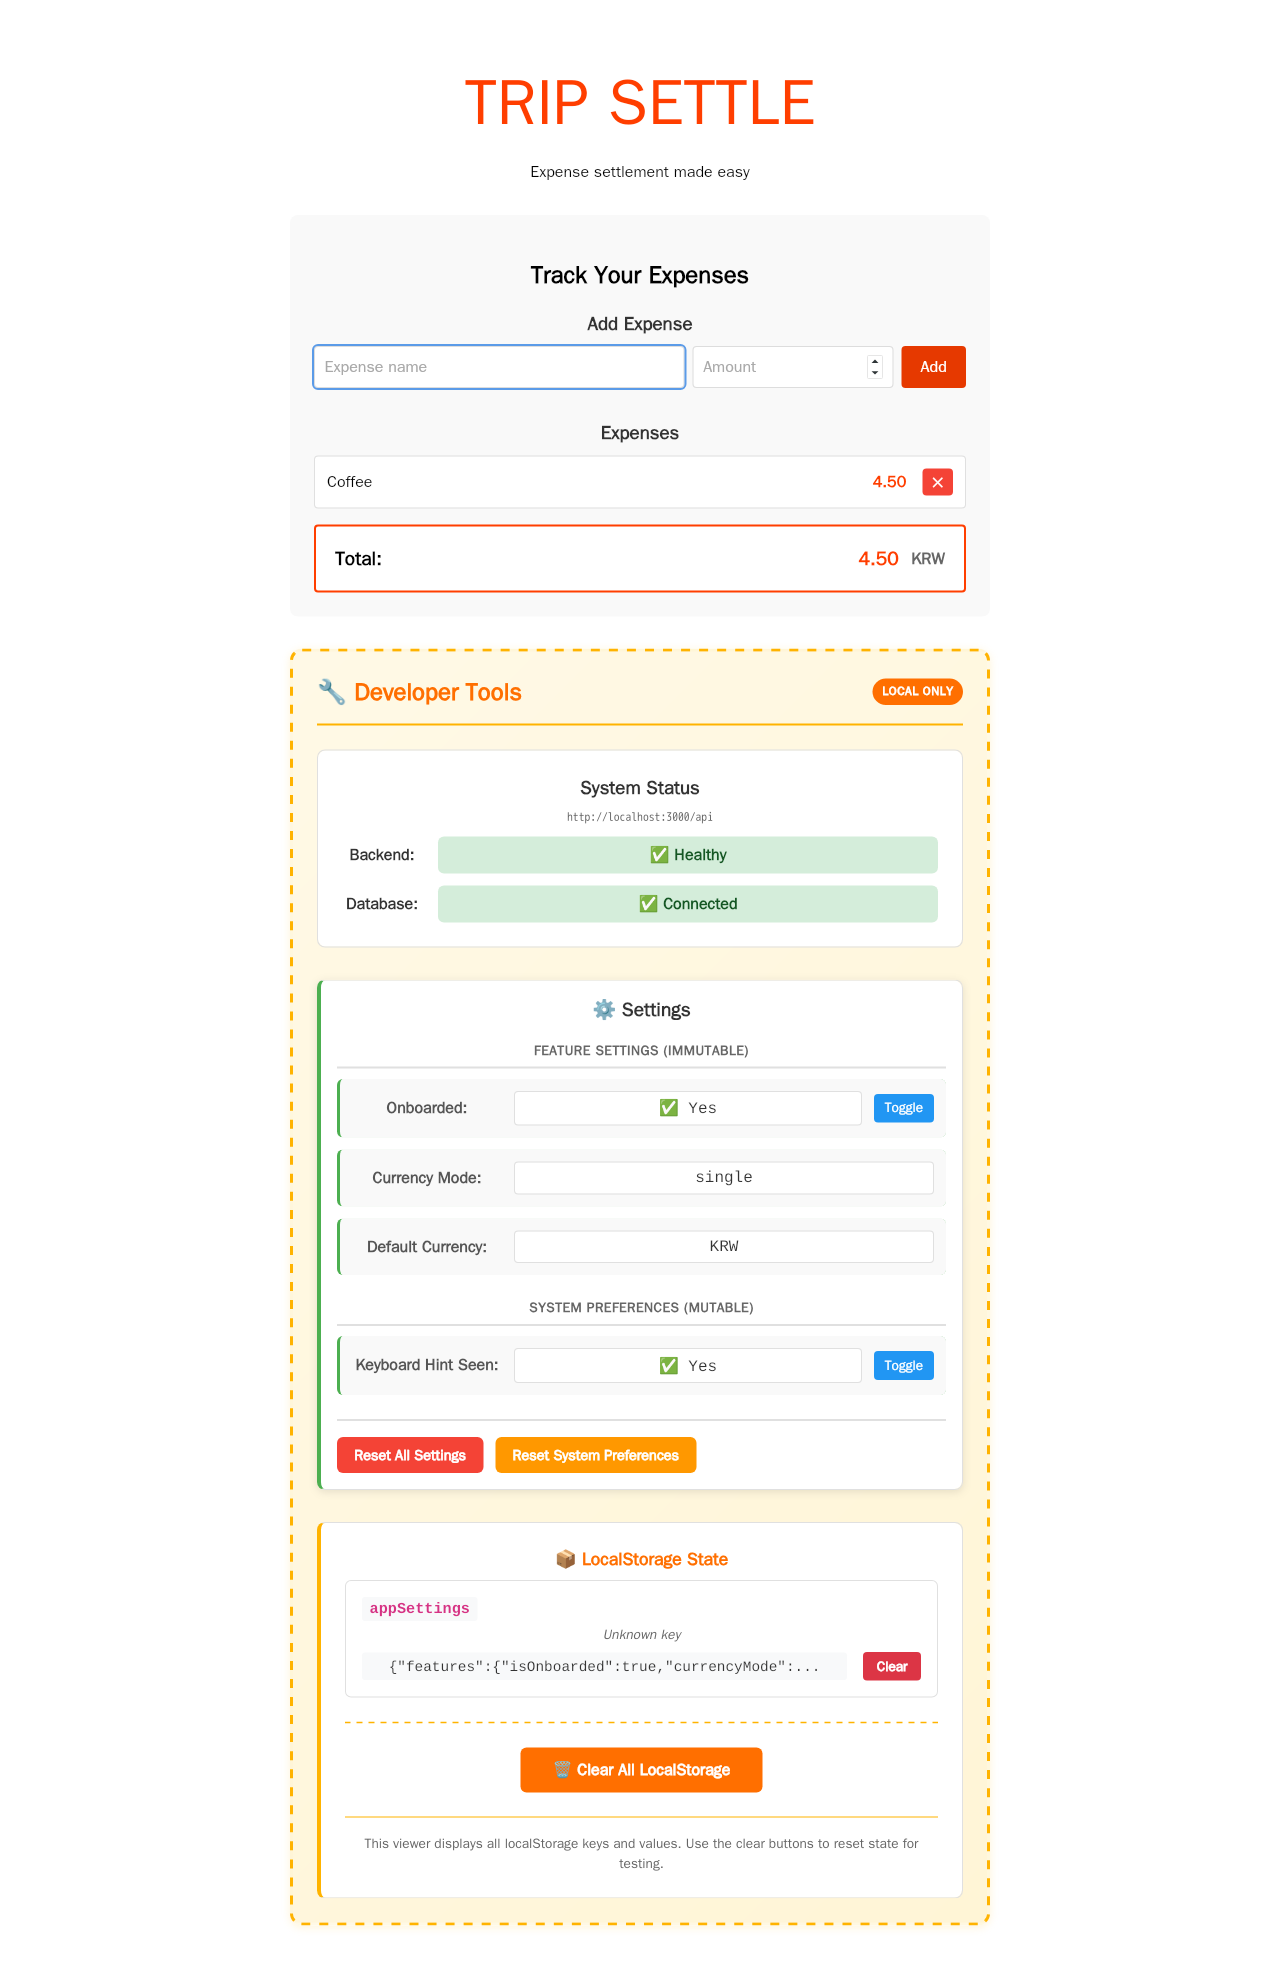 TRIP SETTLE
Expense settlement made easy
Track Your Expenses
Add Expense
Expense name Amount Add
Expenses
Coffee 4.50 ×
Total: 4.50 KRW
🔧 Developer Tools LOCAL ONLY
System Status
http://localhost:3000/api
Backend: ✅ Healthy
Database: ✅ Connected
⚙️ Settings
FEATURE SETTINGS (IMMUTABLE)
Onboarded: ✅ Yes Toggle
Currency Mode: single
Default Currency: KRW
SYSTEM PREFERENCES (MUTABLE)
Keyboard Hint Seen: ✅ Yes Toggle
Reset All Settings Reset System Preferences
📦 LocalStorage State
appSettings
Unknown key
{"features":{"isOnboarded":true,"currencyMode":... Clear
🗑️ Clear All LocalStorage
This viewer displays all localStorage keys and values. Use the clear buttons to reset state for
testing.